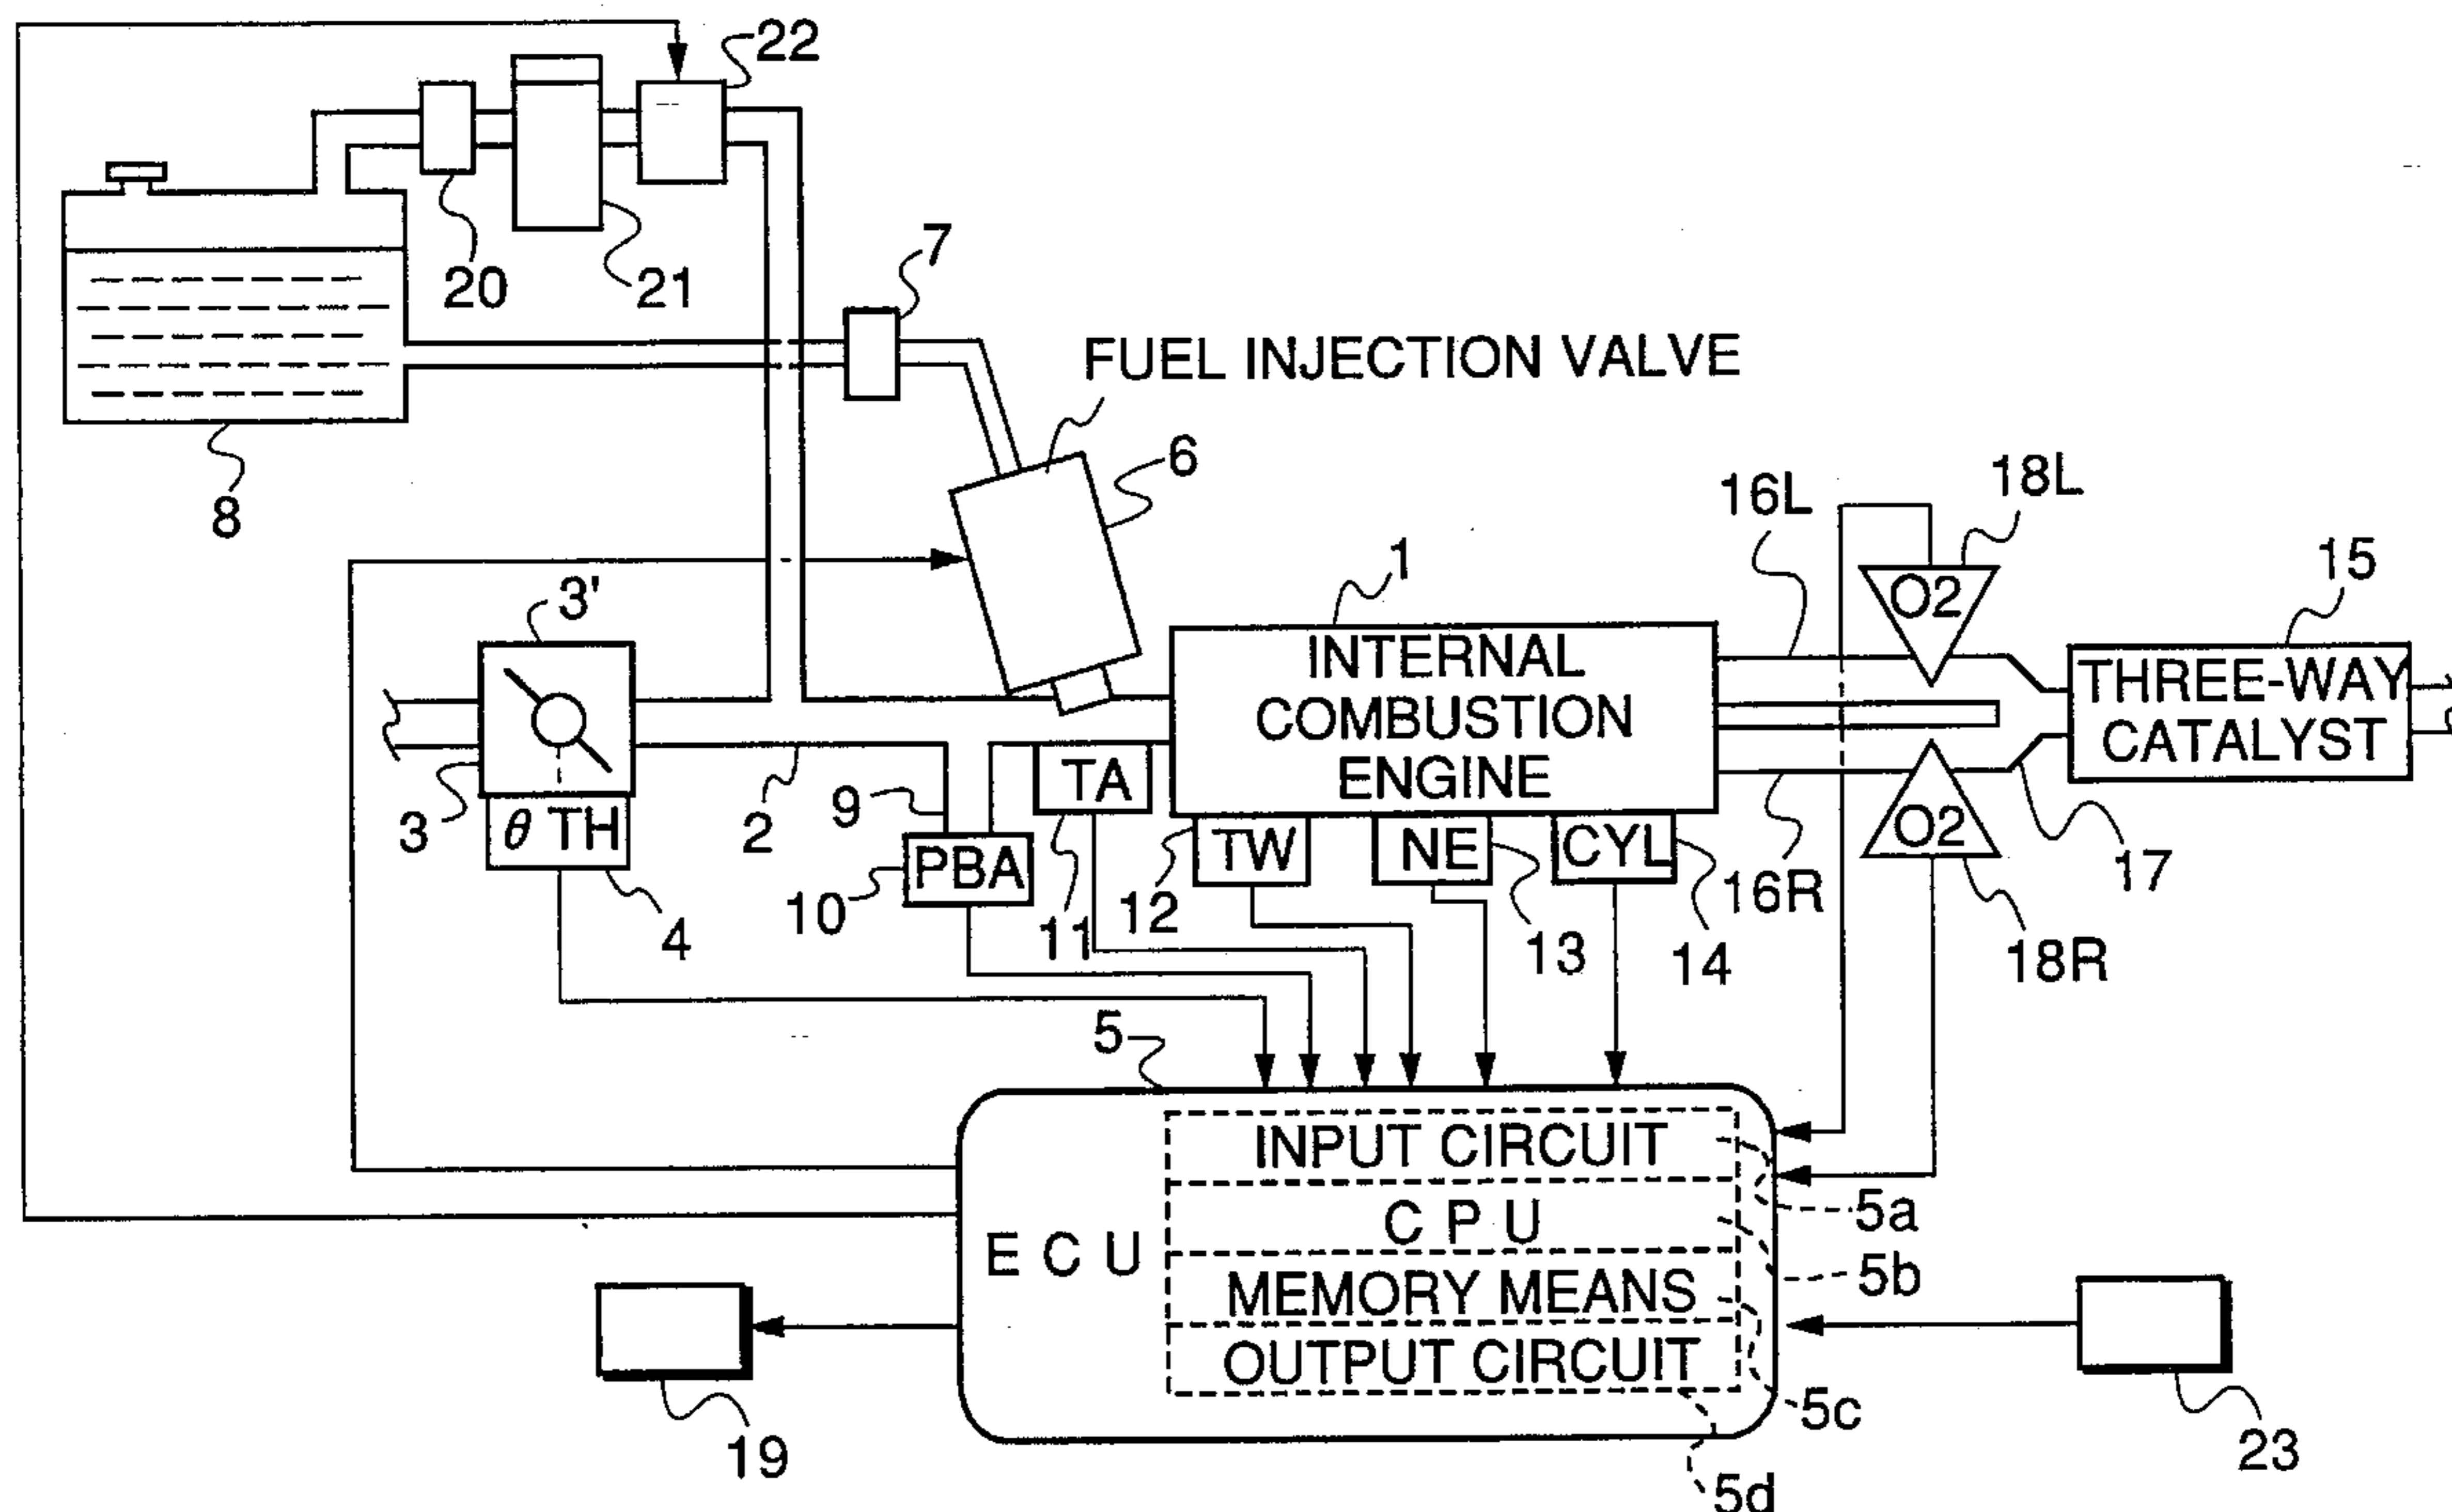 22
20
21
7
FUEL INJECTION VALVE
8
6
16L
18L
1
O2
15
3'
INTERNAL
COMBUSTION
ENGINE
THREE-WAY
CATALYST
3
θ TH
2
9
TA
O2
10
PBA
12
TW
NE
CYL
16R
17
4
11
13
14
18R
5
INPUT CIRCUIT
5a
C P U
E C U
5b
MEMORY MEANS
OUTPUT CIRCUIT
5c
19
23
5d